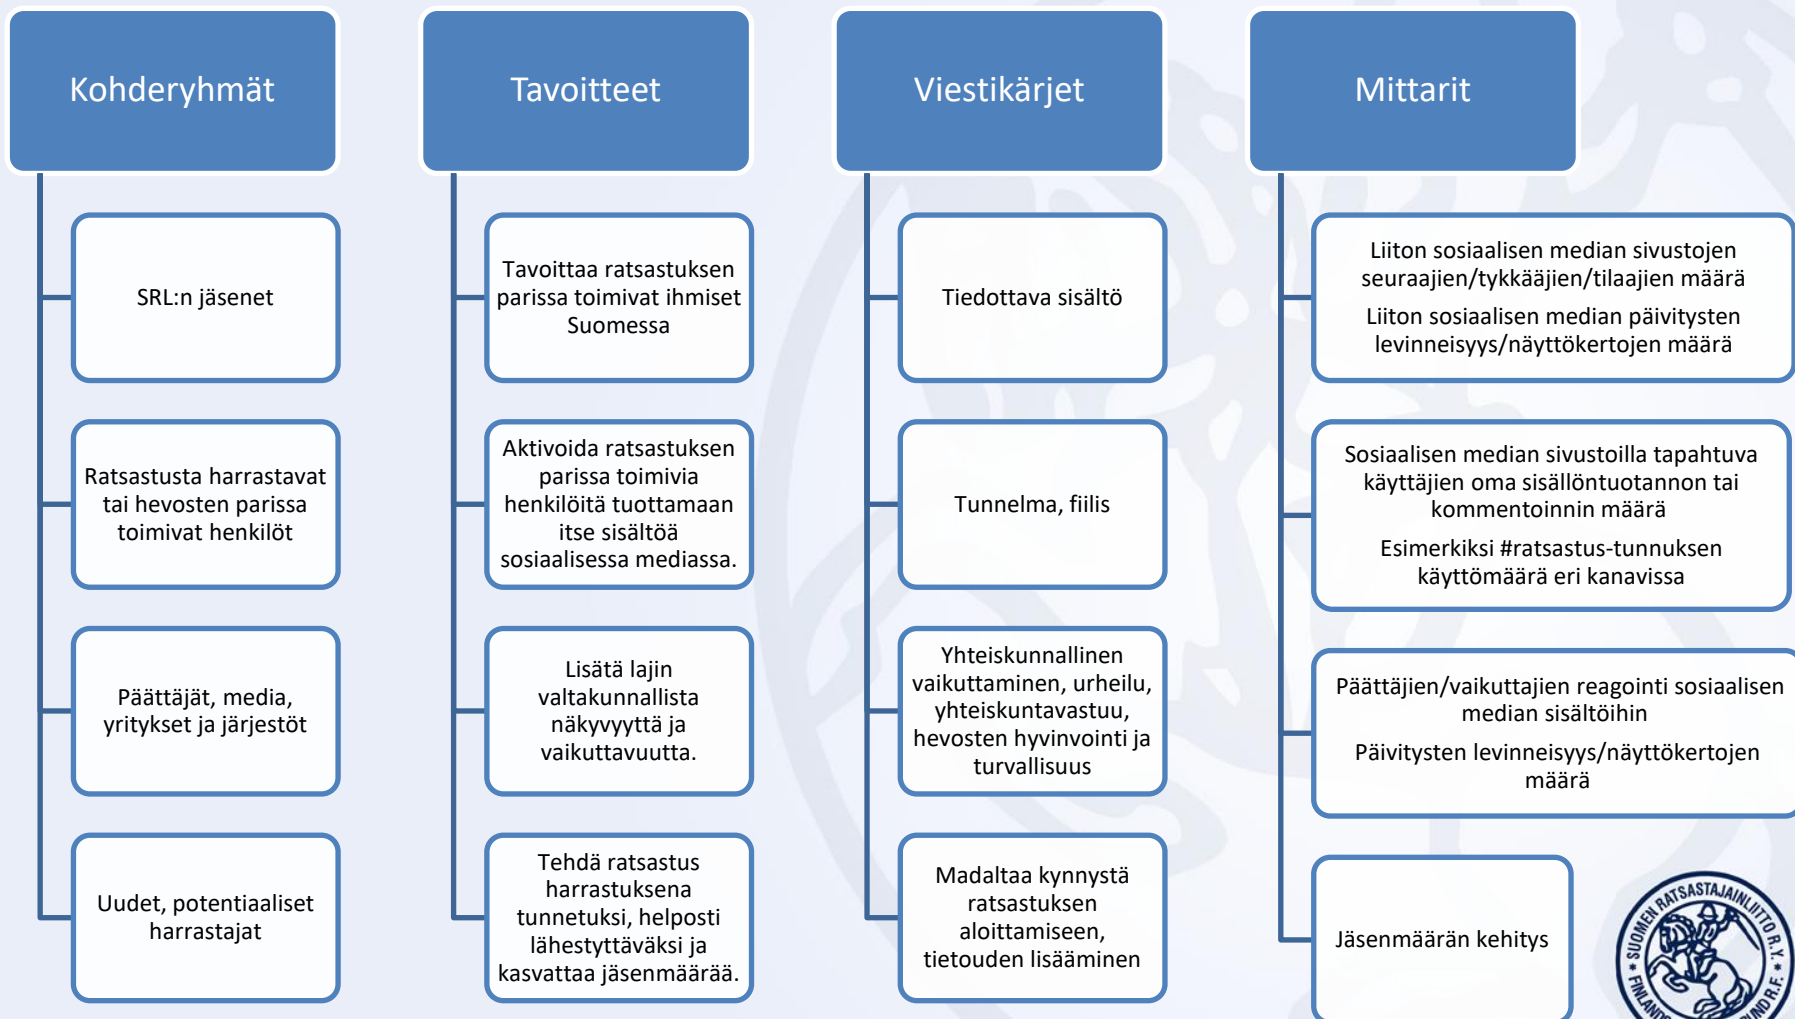 Kohderyhmät
SRL:n jäsenet
Ratsastusta harrastavat
tai hevosten parissa
toimivat henkilöt
Päättäjät, media,
yritykset ja järjestöt
Uudet, potentiaaliset
harrastajat
Tavoitteet
Tavoittaa ratsastuksen
parissa toimivat ihmiset
Suomessa
Aktivoida ratsastuksen
parissa toimivia
henkilöitä tuottamaan
itse sisältöä
sosiaalisessa mediassa.
Lisätä lajin
valtakunnallista
näkyvyyttä ja
vaikuttavuutta.
Tehdä ratsastus
harrastuksena
tunnetuksi, helposti
lähestyttäväksi ja
kasvattaa jäsenmäärää.
Viestikärjet
Tiedottava sisältö
Tunnelma, fiilis
Yhteiskunnallinen
vaikuttaminen, urheilu,
yhteiskuntavastuu,
hevosten hyvinvointi ja
turvallisuus
Madaltaa kynnystä
ratsastuksen
aloittamiseen,
tietouden lisääminen
Mittarit
Liiton sosiaalisen median sivustojen
seuraajien/tykkääjien/tilaajien määrä
Liiton sosiaalisen median päivitysten
levinneisyys/näyttökertojen määrä
Sosiaalisen median sivustoilla tapahtuva
käyttäjien oma sisällöntuotannon tai
kommentoinnin määrä
Esimerkiksi #ratsastus-tunnuksen
käyttömäärä eri kanavissa
Päättäjien/vaikuttajien reagointi sosiaalisen
median sisältöihin
Päivitysten levinneisyys/näyttökertojen
määrä
Jäsenmäärän kehitys
SUOMEN RATSASTAJAINLIITTO R.Y.
R.F.